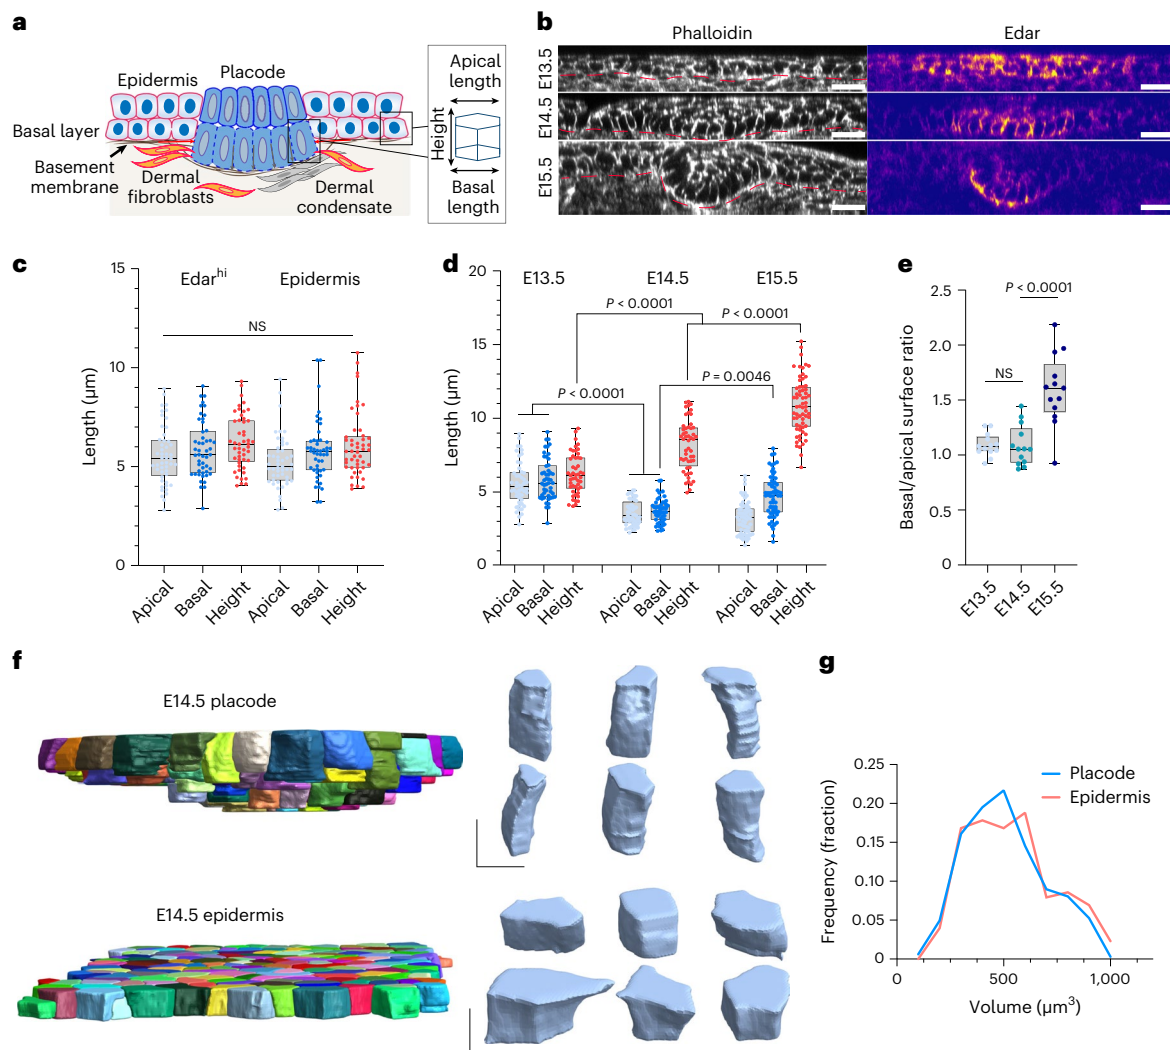 a
Epidermis
Placode
Basal layer
Basement
membrane
Dermal
fibroblasts
Dermal
condensate
Apical
length
Height
Basal
length
b
Phalloidin
Edar
E13.5
E14.5
E15.5
c
Edarhi
Epidermis
NS
Length (µm)
15
10
5
0
Apical
Basal
Height
Apical
Basal
Height
d
E13.5
E14.5
E15.5
P < 0.0001
P < 0.0001
P < 0.0001
P = 0.0046
Length (µm)
20
15
10
5
0
Apical
Basal
Height
Apical
Basal
Height
Apical
Basal
Height
e
P < 0.0001
NS
Basal/apical surface ratio
2.5
2.0
1.5
1.0
0.5
0
E13.5
E14.5
E15.5
f
E14.5 placode
E14.5 epidermis
g
Placode
Epidermis
Frequency (fraction)
0.25
0.20
0.15
0.10
0.05
0
0
500
1,000
Volume (µm³)